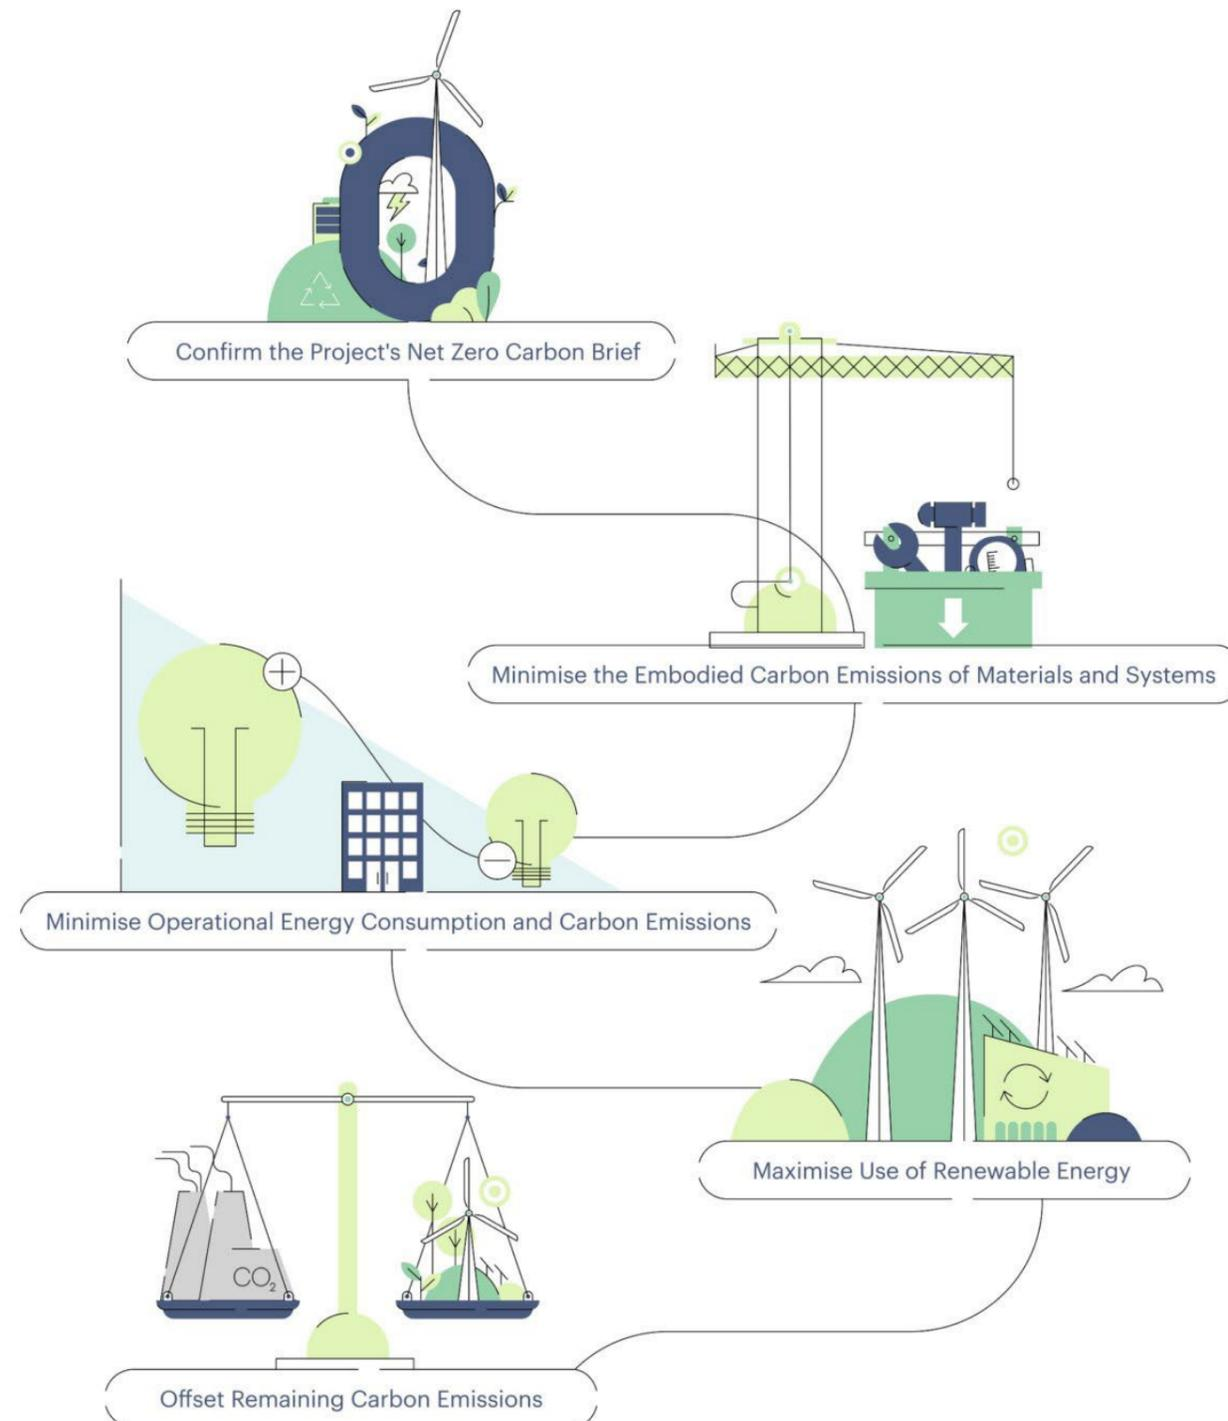 Confirm the Project's Net Zero Carbon Brief
Minimise the Embodied Carbon Emissions of Materials and Systems
Minimise Operational Energy Consumption and Carbon Emissions
Maximise Use of Renewable Energy
CO₂
Offset Remaining Carbon Emissions